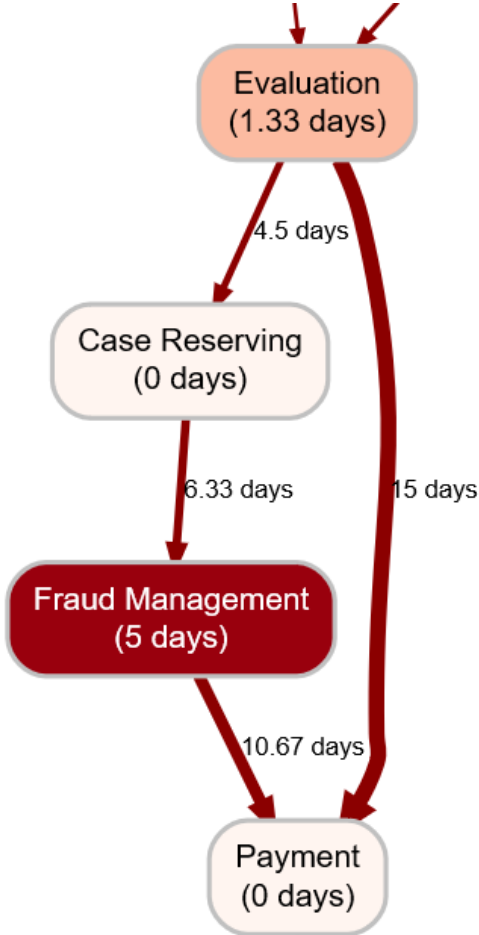 Evaluation
(1.33 days)
4.5 days
Case Reserving
(0 days)
6.33 days
15 days
Fraud Management
(5 days)
10.67 days
Payment
(0 days)